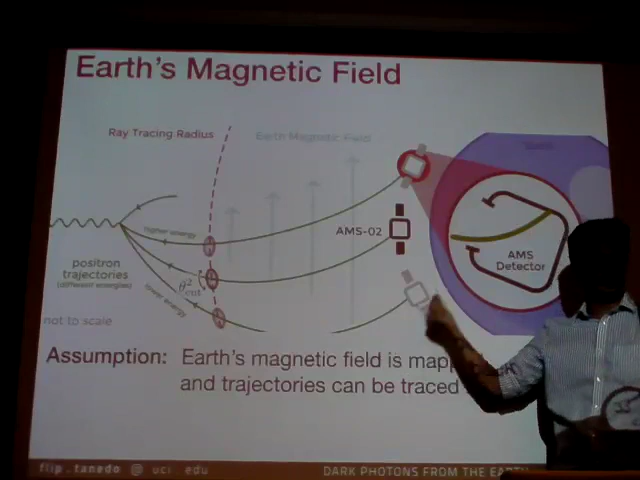 Earth's Magnetic Field
Ray Tracing Radius
Earth Magnetic Field
higher energy
AMS-02
AMS
Detector
positron
trajectories
(different energies)
θ²cut
lower energy
not to scale
Assumption: Earth's magnetic field is
and trajectories can be traced
flip.tanedo @ uci edu
DARK PHOTONS FROM THE